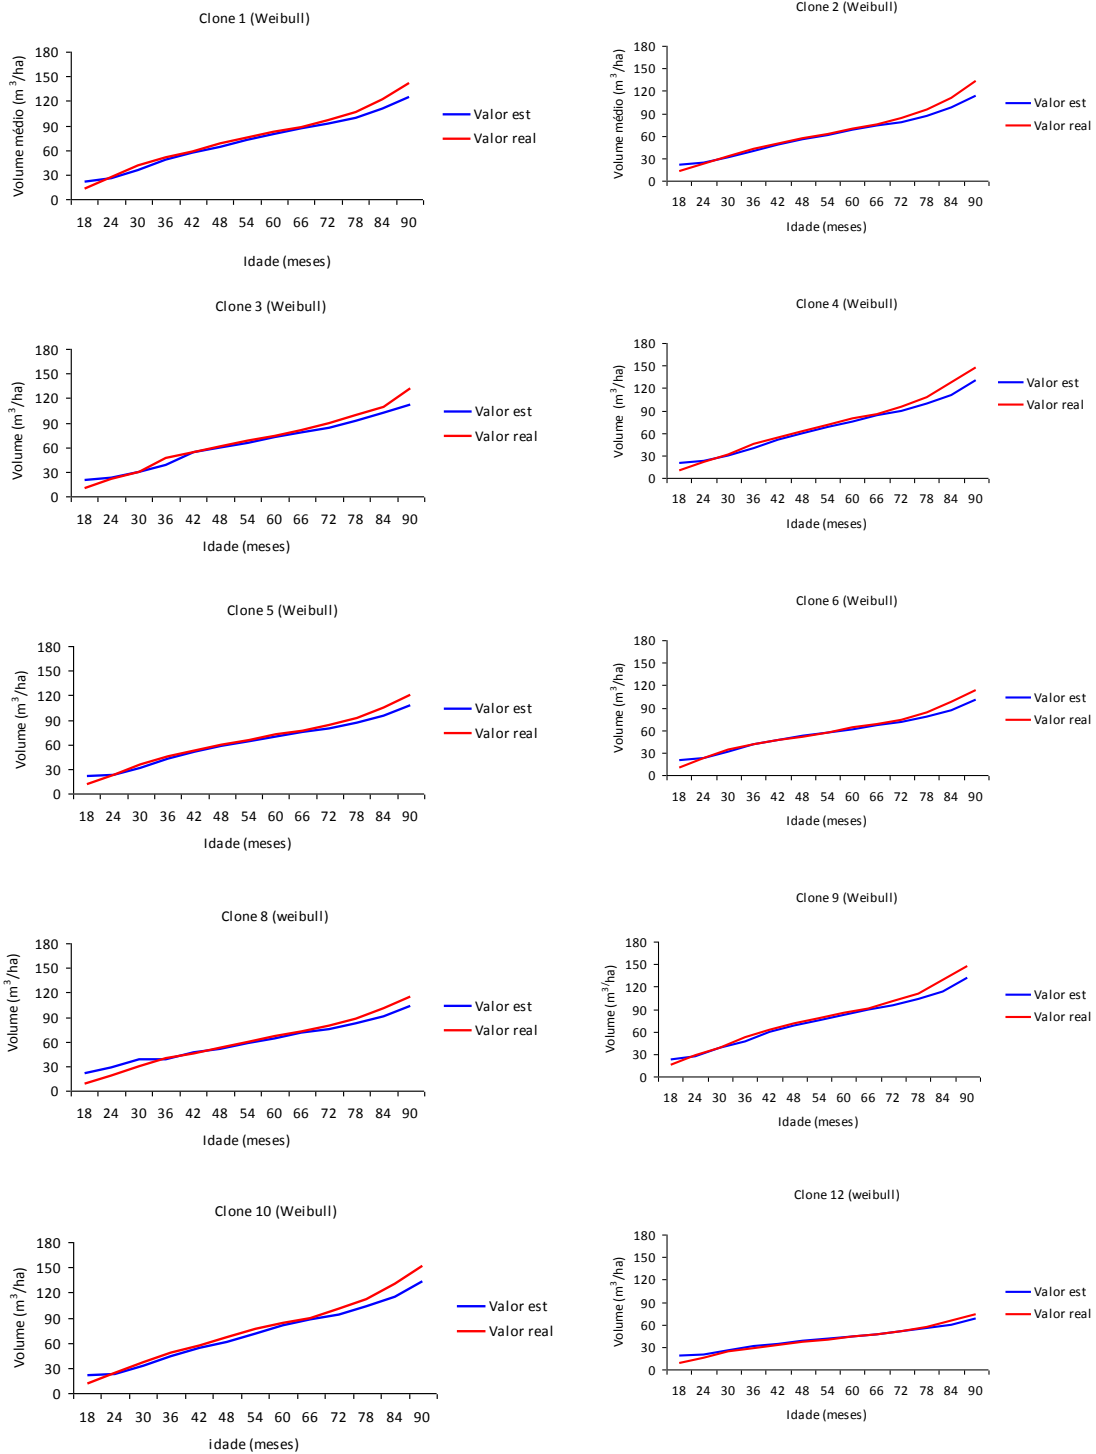 Clone 1 (Weibull)
Volume médio (m³/ha)
180
150
120
90
60
30
0
18 24 30 36 42 48 54 60 66 72 78 84 90
Idade (meses)
Valor est
Valor real
Clone 2 (Weibull)
Volume médio (m³/ha)
180
150
120
90
60
30
0
18 24 30 36 42 48 54 60 66 72 78 84 90
Idade (meses)
Valor est
Valor real
Clone 3 (Weibull)
Volume (m³/ha)
180
150
120
90
60
30
0
18 24 30 36 42 48 54 60 66 72 78 84 90
Idade (meses)
Valor est
Valor real
Clone 4 (Weibull)
Volume (m³/ha)
180
150
120
90
60
30
0
18 24 30 36 42 48 54 60 66 72 78 84 90
Idade (meses)
Valor est
Valor real
Clone 5 (Weibull)
Volume (m³/ha)
180
150
120
90
60
30
0
18 24 30 36 42 48 54 60 66 72 78 84 90
Idade (meses)
Valor est
Valor real
Clone 6 (Weibull)
Volume (m³/ha)
180
150
120
90
60
30
0
18 24 30 36 42 48 54 60 66 72 78 84 90
Idade (meses)
Valor est
Valor real
Clone 8 (weibull)
Volume (m³/ha)
180
150
120
90
60
30
0
18 24 30 36 42 48 54 60 66 72 78 84 90
Idade (meses)
Valor est
Valor real
Clone 9 (Weibull)
Volume (m³/ha)
180
150
120
90
60
30
0
18 24 30 36 42 48 54 60 66 72 78 84 90
Idade (meses)
Valor est
Valor real
Clone 10 (Weibull)
Volume (m³/ha)
180
150
120
90
60
30
0
18 24 30 36 42 48 54 60 66 72 78 84 90
idade (meses)
Valor est
Valor real
Clone 12 (weibull)
Volume (m³/ha)
180
150
120
90
60
30
0
18 24 30 36 42 48 54 60 66 72 78 84 90
Idade (meses)
Valor est
Valor real